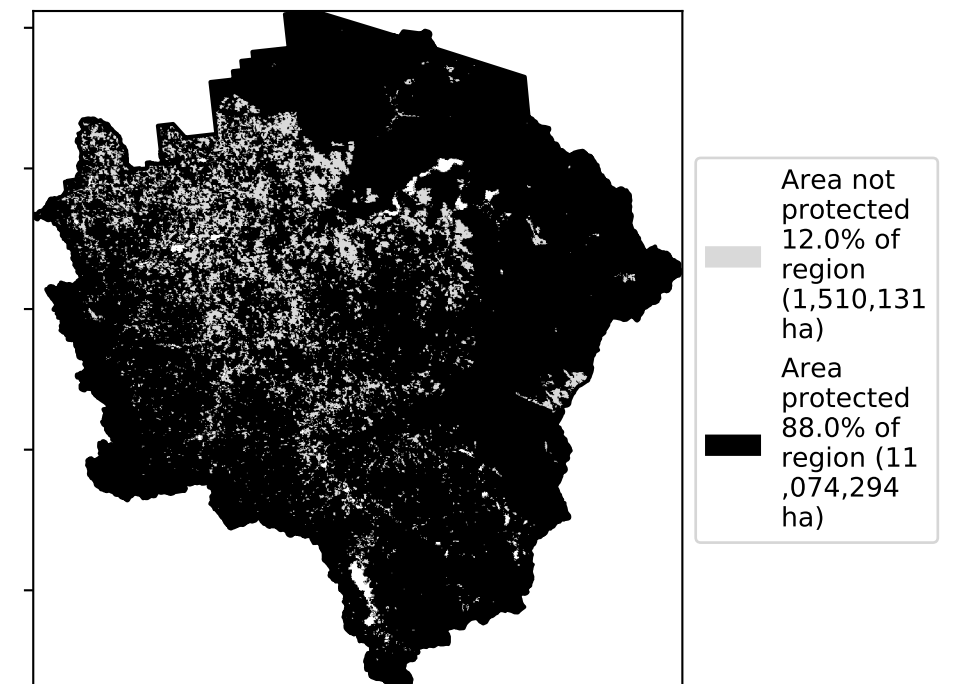 Area not
protected
12.0% of
region
(1,510,131
ha)
Area
protected
88.0% of
region (11
,074,294
ha)